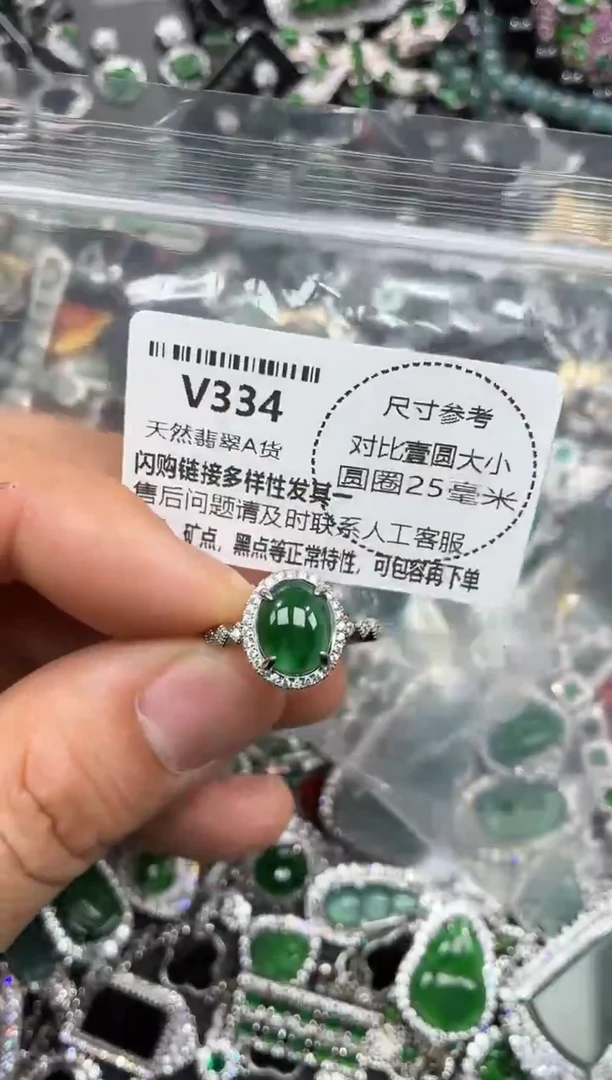 V334
尺寸参考
天然翡翠A货
对比壹圆大小
闪购链接多样性发其一
圆圈25毫米
售后问题请及时联系人工客服
矿点，黑点等正常特性，可包容再下单